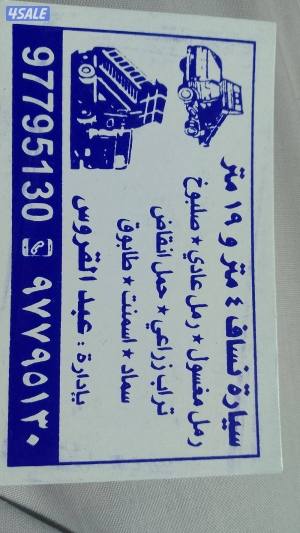 4SALE
سيارة نساف ٤ متر و ١٩ متر
رمل مغسول * رمل عادي * صلبوخ
تراب زراعي * حمل انقاض
سماد * اسمنت * طابوق
بإدارة : عبد القروس
97795130 ٩٧٧٩٥١٣٠